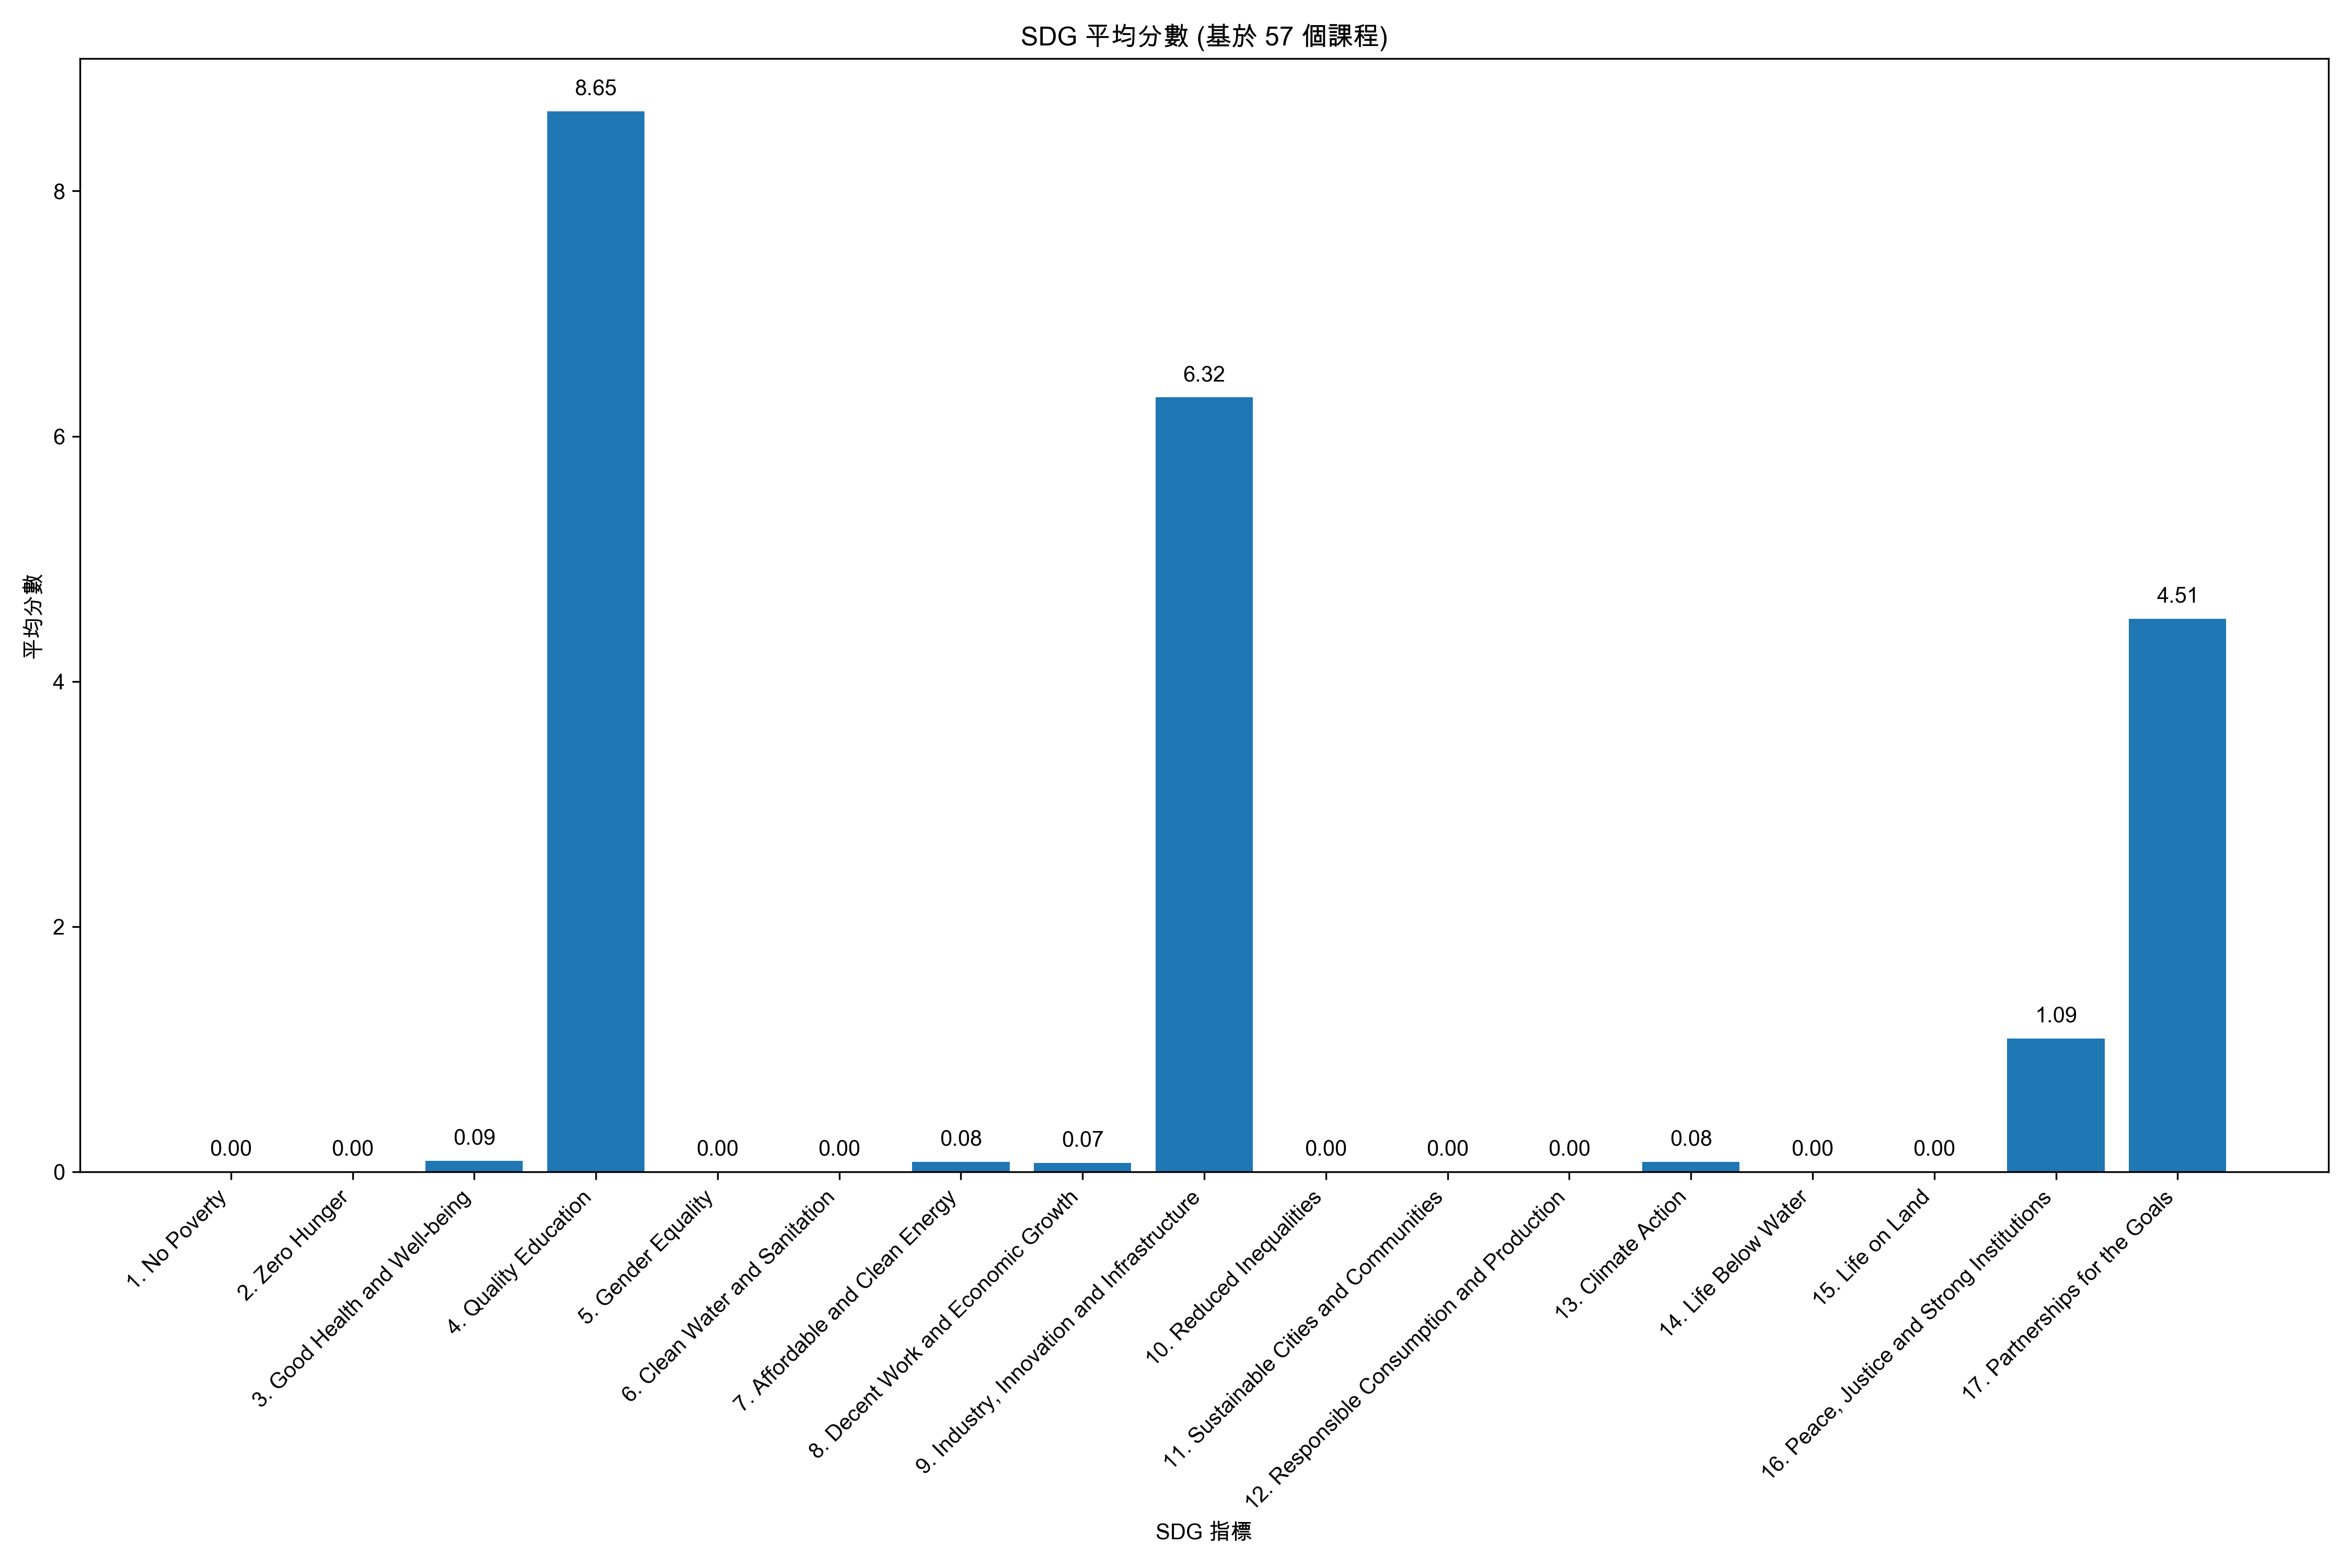 SDG 平均分數 (基於 57 個課程)
平均分數
8
6
4
2
0
0.00
0.00
0.09
8.65
0.00
0.00
0.08
0.07
6.32
0.00
0.00
0.00
0.08
0.00
0.00
1.09
4.51
1. No Poverty
2. Zero Hunger
3. Good Health and Well-being
4. Quality Education
5. Gender Equality
6. Clean Water and Sanitation
7. Affordable and Clean Energy
8. Decent Work and Economic Growth
9. Industry, Innovation and Infrastructure
10. Reduced Inequalities
11. Sustainable Cities and Communities
12. Responsible Consumption and Production
13. Climate Action
14. Life Below Water
15. Life on Land
16. Peace, Justice and Strong Institutions
17. Partnerships for the Goals
SDG 指標